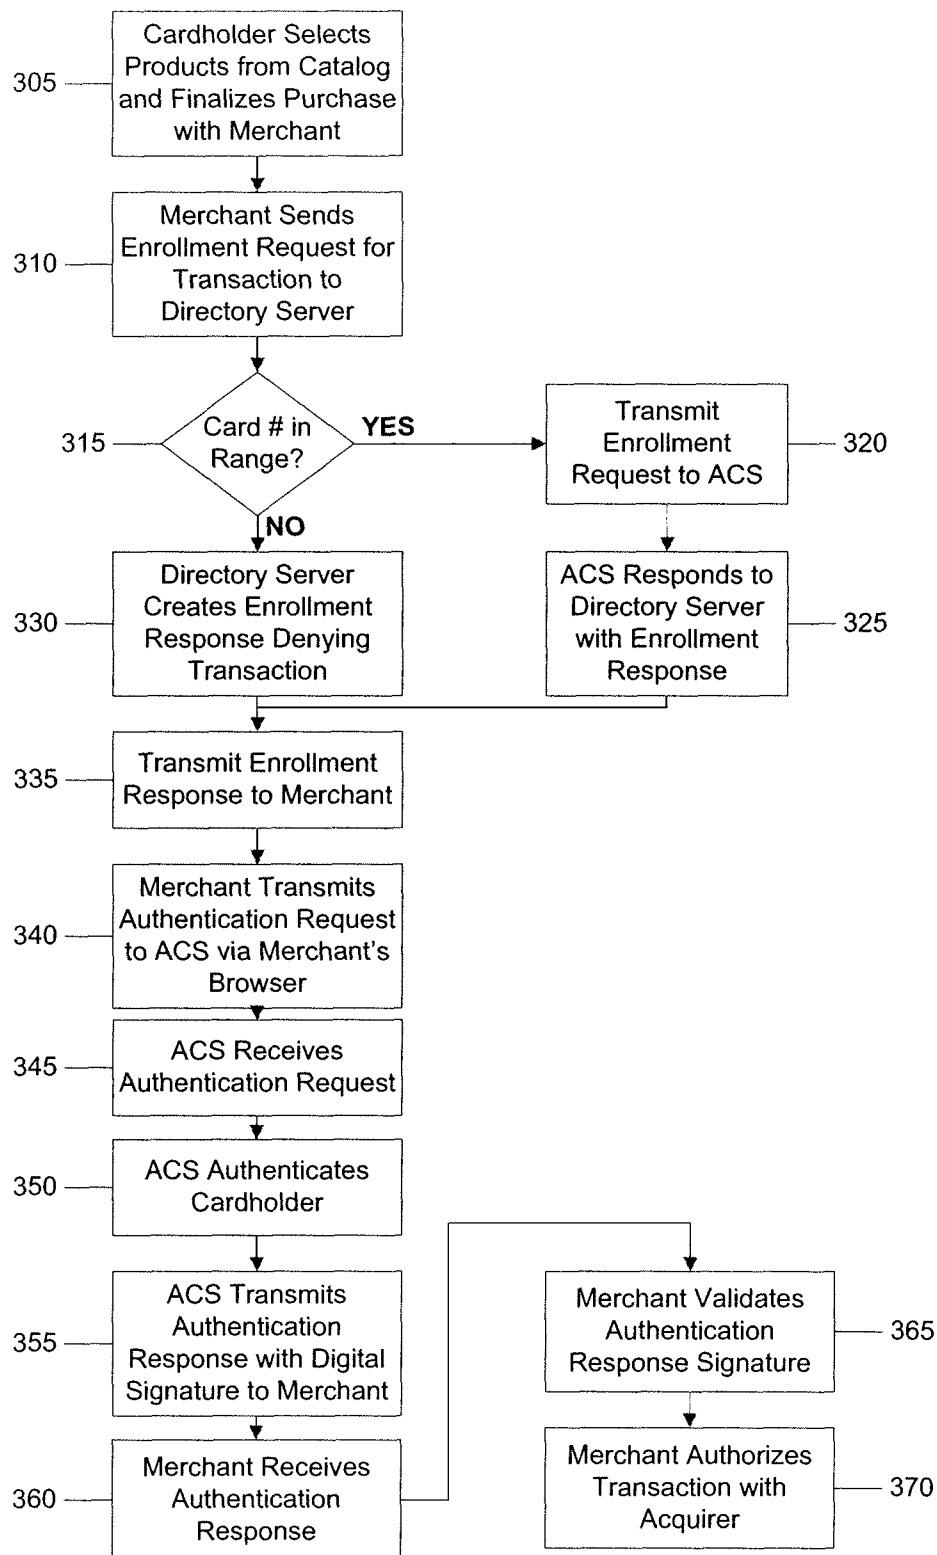 305
Cardholder Selects
Products from Catalog
and Finalizes Purchase
with Merchant
310
Merchant Sends
Enrollment Request for
Transaction to
Directory Server
315
Card # in
Range?
YES
NO
Transmit
Enrollment
Request to ACS
320
330
Directory Server
Creates Enrollment
Response Denying
Transaction
ACS Responds to
Directory Server
with Enrollment
Response
325
335
Transmit Enrollment
Response to Merchant
340
Merchant Transmits
Authentication Request
to ACS via Merchant's
Browser
345
ACS Receives
Authentication Request
350
ACS Authenticates
Cardholder
355
ACS Transmits
Authentication
Response with Digital
Signature to Merchant
360
Merchant Receives
Authentication
Response
Merchant Validates
Authentication
Response Signature
365
Merchant Authorizes
Transaction with
Acquirer
370